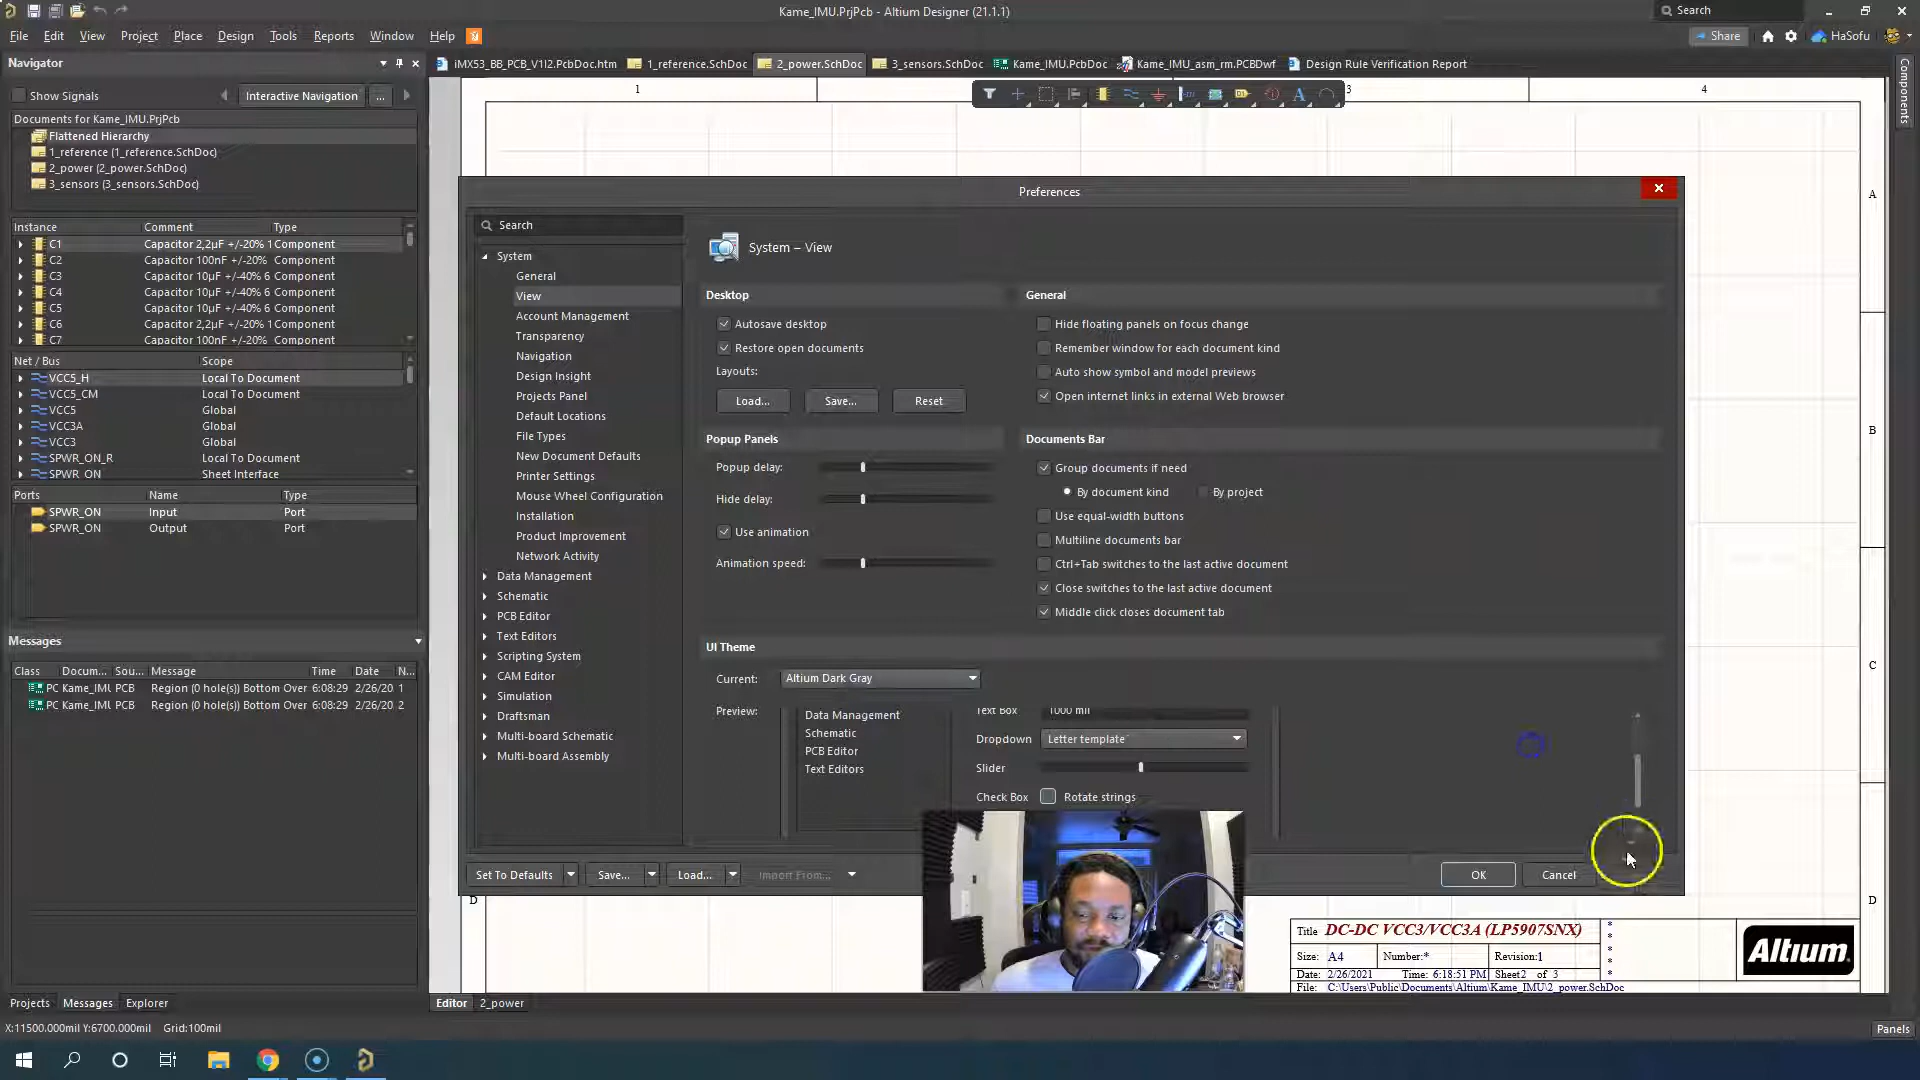 Kame_IMU.PrjPcb - Altium Designer (21.1.1)
Search
File Edit View Project Place Design Tools Reports Window Help
Share
HaSofu
Navigator
iMX53_BB_PCB_V1I2.PcbDoc.htm 1_reference.SchDoc 2_power.SchDoc 3_sensors.SchDoc Kame_IMU.PcbDoc Kame_IMU_asm_rm.PCBDwf Design Rule Verification Report
Components
Show Signals Interactive Navigation ...
1 3 4
Documents for Kame_IMU.PrjPcb
Flattened Hierarchy
1_reference (1_reference.SchDoc)
2_power (2_power.SchDoc)
3_sensors (3_sensors.SchDoc)
Instance Comment Type
C1 Capacitor 2,2µF +/-20% 1 Component
C2 Capacitor 100nF +/-20% Component
C3 Capacitor 10µF +/-40% 6 Component
C4 Capacitor 10µF +/-40% 6 Component
C5 Capacitor 10µF +/-40% 6 Component
C6 Capacitor 2,2µF +/-20% 1 Component
C7 Capacitor 100nF +/-20% Component
Net / Bus Scope
VCC5_H Local To Document
VCC5_CM Local To Document
VCC5 Global
VCC3A Global
VCC3 Global
SPWR_ON_R Local To Document
SPWR_ON Sheet Interface
Ports Name Type
SPWR_ON Input Port
SPWR_ON Output Port
Messages
Class Docum... Sou... Message Time Date N...
PC Kame_IMU PCB Region (0 hole(s)) Bottom Over 6:08:29 2/26/20 1
PC Kame_IMU PCB Region (0 hole(s)) Bottom Over 6:08:29 2/26/20 2
Projects Messages Explorer
Preferences
Search
System
General
View
Account Management
Transparency
Navigation
Design Insight
Projects Panel
Default Locations
File Types
New Document Defaults
Printer Settings
Mouse Wheel Configuration
Installation
Product Improvement
Network Activity
Data Management
Schematic
PCB Editor
Text Editors
Scripting System
CAM Editor
Simulation
Draftsman
Multi-board Schematic
Multi-board Assembly
System – View
Desktop
Autosave desktop
Restore open documents
Layouts:
Load... Save... Reset
Popup Panels
Popup delay:
Hide delay:
Use animation
Animation speed:
General
Hide floating panels on focus change
Remember window for each document kind
Auto show symbol and model previews
Open internet links in external Web browser
Documents Bar
Group documents if need
By document kind By project
Use equal-width buttons
Multiline documents bar
Ctrl+Tab switches to the last active document
Close switches to the last active document
Middle click closes document tab
UI Theme
Current: Altium Dark Gray
Preview:
Data Management
Schematic
PCB Editor
Text Editors
Text Box 1000 mil
Dropdown Letter template
Slider
Check Box Rotate strings
Set To Defaults Save... Load... Import From... OK Cancel
A
B
C
D
D
Title DC-DC VCC3/VCC3A (LP5907SNX)
Size: A4 Number:* Revision:1
Date: 2/26/2021 Time: 6:18:51 PM Sheet2 of 3
File: C:\Users\Public\Documents\Altium\Kame_IMU\2_power.SchDoc
*
*
*
*
*
Altium
Editor 2_power
X:11500.000mil Y:6700.000mil Grid:100mil
Panels